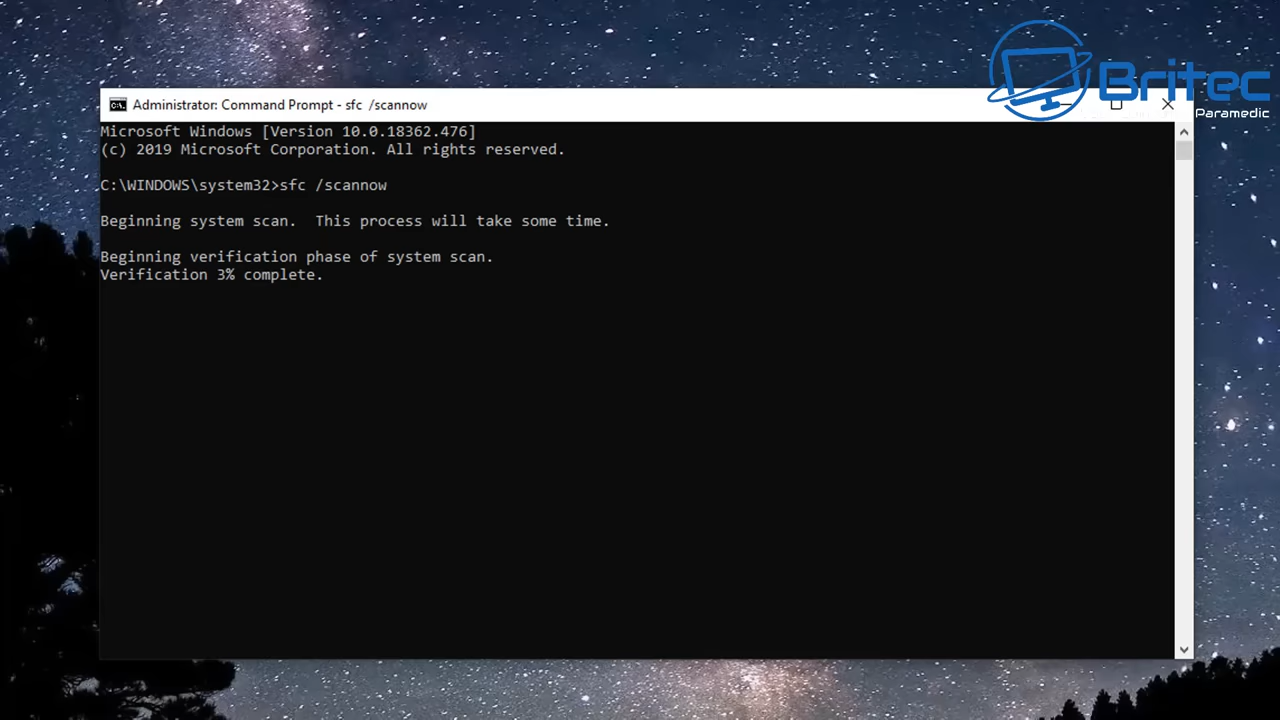 Britec
Paramedic
Administrator: Command Prompt - sfc  /scannow
Microsoft Windows [Version 10.0.18362.476]
(c) 2019 Microsoft Corporation. All rights reserved.
C:\WINDOWS\system32>sfc /scannow
Beginning system scan.  This process will take some time.
Beginning verification phase of system scan.
Verification 3% complete.